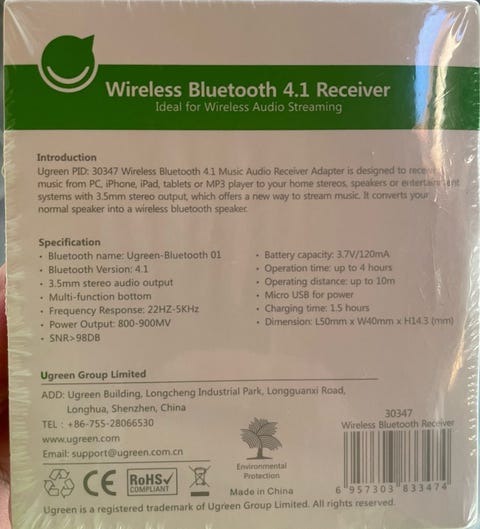 Wireless Bluetooth 4.1 Receiver
Ideal for Wireless Audio Streaming
Introduction
Ugreen PID: 30347 Wireless Bluetooth 4.1 Music Audio Receiver Adapter is designed to
music from PC, iPhone, iPad, tablets or MP3 player to your home stereos, speakers or entertainment
systems with 3.5mm stereo output, which offers a new way to stream music. It converts your
normal speaker into a wireless bluetooth speaker.
Specification
• Bluetooth name: Ugreen-Bluetooth 01
• Bluetooth Version: 4.1
• 3.5mm stereo audio output
• Multi-function bottom
• Frequency Response: 22HZ-5KHz
• Power Output: 800-900MV
• SNR>98DB
• Battery capacity: 3.7V/120mA
• Operation time: up to 4 hours
• Operating distance: up to 10m
• Micro USB for power
• Charging time: 1.5 hours
• Dimension: L50mm x W40mm x H14.3 (mm)
Ugreen Group Limited
ADD: Ugreen Building, Longcheng Industrial Park, Longguanxi Road,
Longhua, Shenzhen, China
TEL : +86-755-28066530
www.ugreen.com
Email: support@ugreen.com.cn
CE
RoHS
COMPLIANT
Environmental
Protection
Made in China
30347
Wireless Bluetooth Receiver
6 957303 833474
Ugreen is a registered trademark of Ugreen Group Limited. All rights reserved.